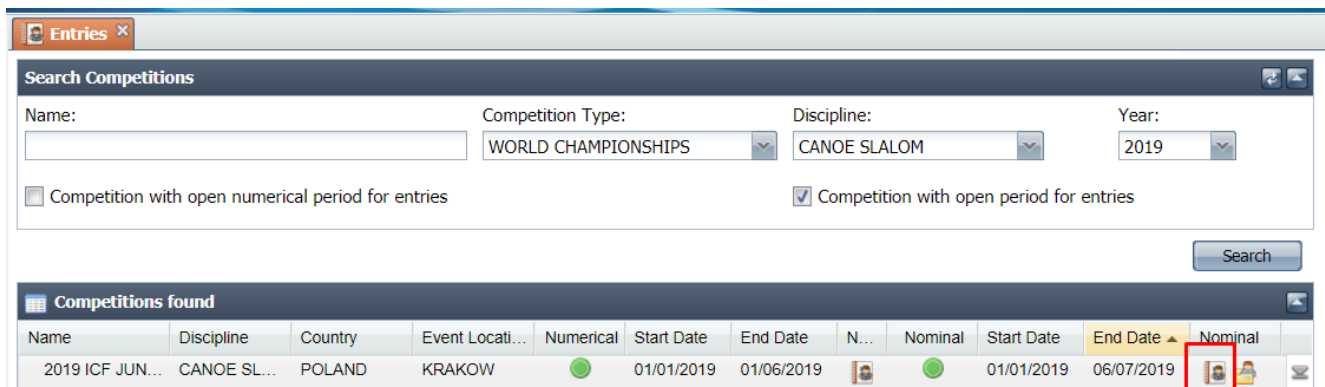 Entries
Search Competitions
Name: Competition Type: Discipline: Year:
WORLD CHAMPIONSHIPS CANOE SLALOM 2019
Competition with open numerical period for entries Competition with open period for entries
Search
Competitions found
Name Discipline Country Event Locati... Numerical Start Date End Date N... Nominal Start Date End Date Nominal
2019 ICF JUN... CANOE SL... POLAND KRAKOW 01/01/2019 01/06/2019 01/01/2019 06/07/2019